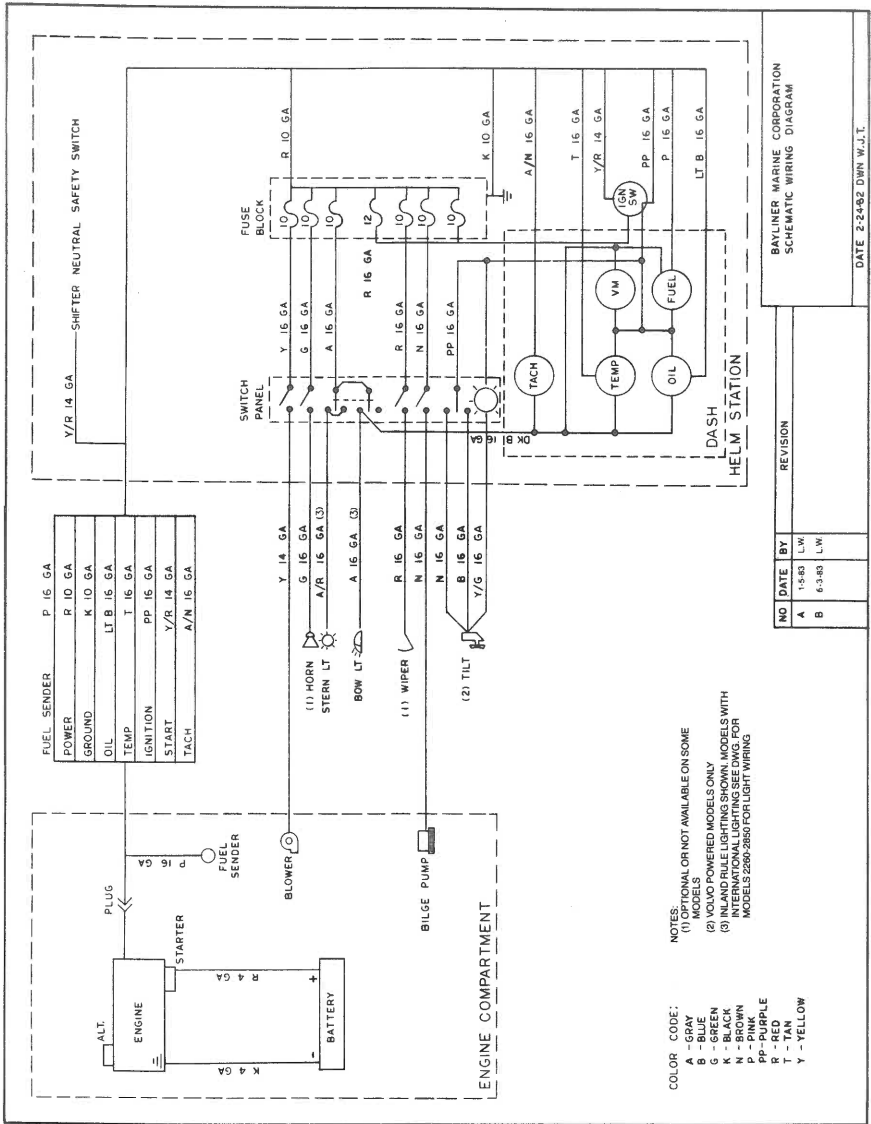 Y/R 14 GA
SHIFTER NEUTRAL SAFETY SWITCH
FUEL SENDER P 16 GA
POWER R 10 GA
GROUND K 10 GA
OIL LT B 16 GA
TEMP T 16 GA
IGNITION PP 16 GA
START Y/R 14 GA
TACH A/N 16 GA
PLUG
P 16 GA
FUEL
SENDER
ALT.
ENGINE
STARTER
R 4 GA
K 4 GA
+
-
BATTERY
BLOWER
BILGE PUMP
ENGINE COMPARTMENT
Y 14 GA
G 16 GA
A/R 16 GA (3)
A 16 GA (3)
R 16 GA
N 16 GA
N 16 GA
B 16 GA
Y/G 16 GA
(1) HORN
STERN LT
BOW LT
(1) WIPER
(2) TILT
SWITCH
PANEL
Y 16 GA
G 16 GA
A 16 GA
R 16 GA
R 16 GA
N 16 GA
PP 16 GA
DK Bl 16 GA
FUSE
BLOCK
10
10
10
12
10
10
10
R 10 GA
K 10 GA
A/N 16 GA
T 16 GA
Y/R 14 GA
PP 16 GA
P 16 GA
LT B 16 GA
IGN
SW
VM
FUEL
TACH
TEMP
OIL
DASH
HELM STATION
COLOR CODE:
A - GRAY
B - BLUE
G - GREEN
K - BLACK
N - BROWN
P - PINK
PP-PURPLE
R - RED
T - TAN
Y - YELLOW
NOTES:
(1) OPTIONAL OR NOT AVAILABLE ON SOME
MODELS
(2) VOLVO POWERED MODELS ONLY
(3) INLAND RULE LIGHTING SHOWN. MODELS WITH
INTERNATIONAL LIGHTING SEE DWG. FOR
MODELS 2260-2850 FOR LIGHT WIRING
NO DATE BY REVISION
A 1-5-83 L.W.
B 6-3-83 L.W.
BAYLINER MARINE CORPORATION
SCHEMATIC WIRING DIAGRAM
DATE 2-24-82 DWN W.J.T.